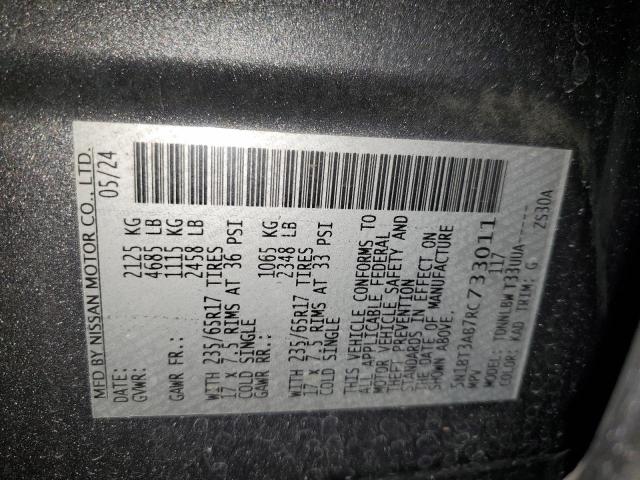 MFD BY NISSAN MOTOR CO., LTD.
DATE: 05/24
GVWR: 2125 KG
4685 LB
GAWR FR.: 1115 KG
2458 LB
WITH 235/65R17 TIRES
17 X 7.5 RIMS AT 36 PSI
COLD SINGLE
GAWR RR.: 1065 KG
2348 LB
WITH 235/65R17 TIRES
17 X 7.5 RIMS AT 33 PSI
COLD SINGLE
THIS VEHICLE CONFORMS TO
ALL APPLICABLE FEDERAL
MOTOR VEHICLE SAFETY AND
THEFT PREVENTION
STANDARDS IN EFFECT ON
THE DATE OF MANUFACTURE
SHOWN ABOVE.
5N1BT3AB7RC733011
MPV 117
MODEL: TDNNLBW T33UUA-----
COLOR: KAD TRIM: G ZS30A